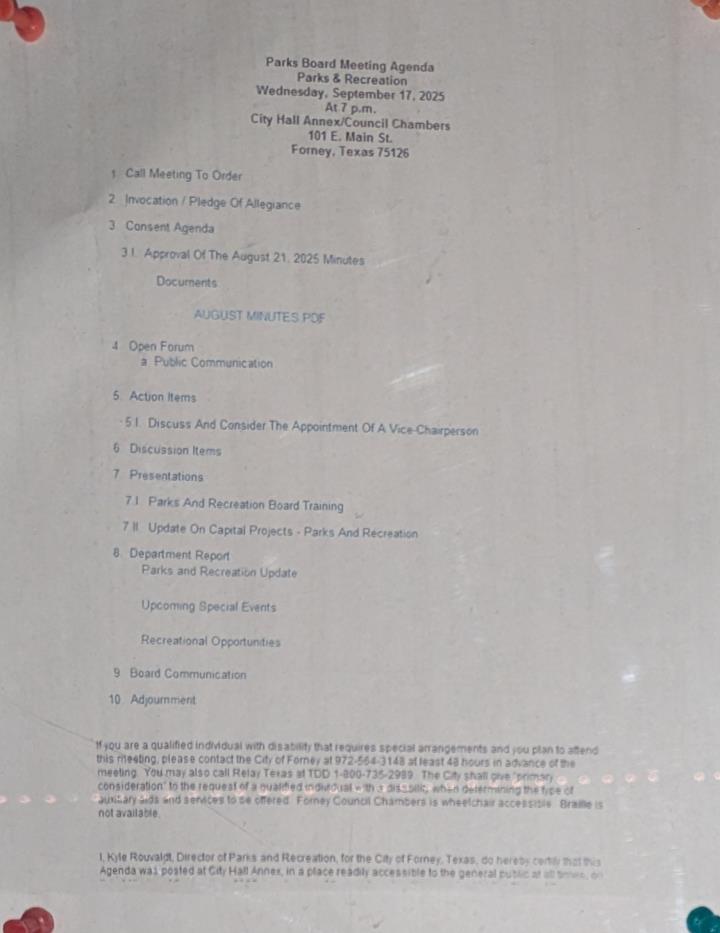 Parks Board Meeting Agenda
Parks & Recreation
Wednesday, September 17, 2025
At 7 p.m.
City Hall Annex/Council Chambers
101 E. Main St.
Forney, Texas 75126
1. Call Meeting To Order
2. Invocation / Pledge Of Allegiance
3. Consent Agenda
3.I. Approval Of The August 21, 2025 Minutes
Documents
AUGUST MINUTES.PDF
4. Open Forum
a. Public Communication
5. Action Items
5.I. Discuss And Consider The Appointment Of A Vice-Chairperson
6. Discussion Items
7. Presentations
7.I. Parks And Recreation Board Training
7.II. Update On Capital Projects - Parks And Recreation
8. Department Report
Parks and Recreation Update
Upcoming Special Events
Recreational Opportunities
9. Board Communication
10. Adjournment
If you are a qualified individual with disability that requires special arrangements and you plan to attend
this meeting, please contact the City of Forney at 972-564-3148 at least 48 hours in advance of the
meeting. You may also call Relay Texas at TDD 1-800-735-2989. The City shall give "primary
consideration" to the request of a qualified individual with a disability, when determining the type of
auxiliary aids and services to be offered. Forney Council Chambers is wheelchair accessible. Braille is
not available.
I, Kyle Rouvaldt, Director of Parks and Recreation, for the City of Forney, Texas, do hereby certify that this
Agenda was posted at City Hall Annex, in a place readily accessible to the general public at all times, on